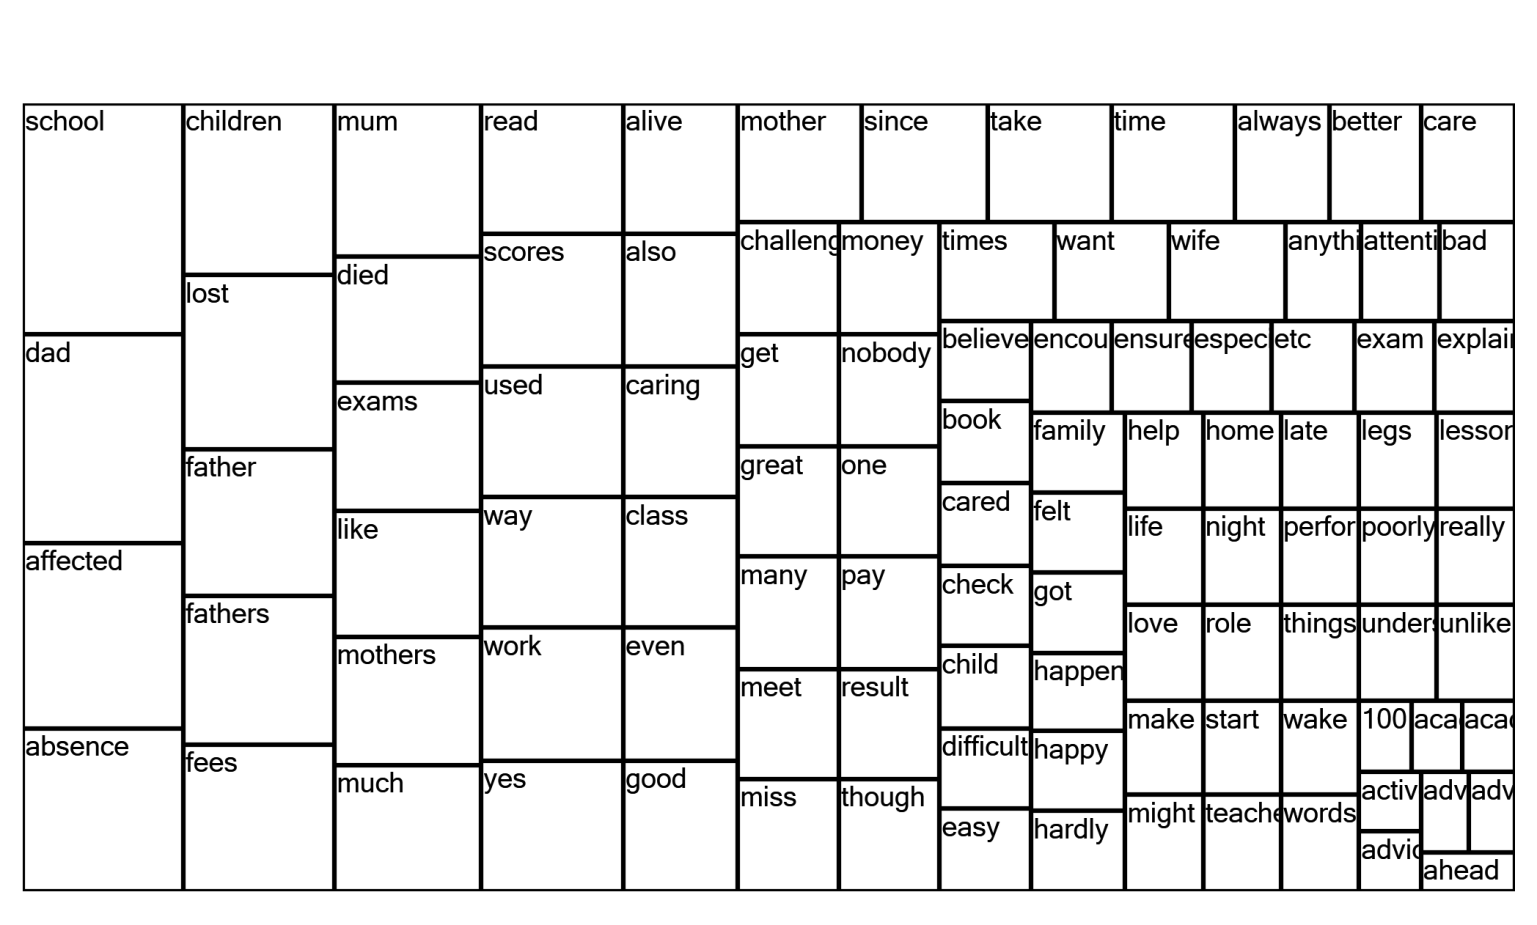 school children mum read alive mother since take time always better care
challeng money times want wife anythi attenti bad
scores also
died
lost
believe encou ensure espec etc exam explai
dad get nobody
used caring
exams
book
family help home late legs lesson
father great one
cared felt
way class
like life night perfor poorly really
affected many pay check got
fathers love role things under unlike
work even
mothers child happen
meet result
make start wake 100 aca aca
absence difficult happy
fees yes good
much miss though activ adv adv
easy hardly might teache words
advic
ahead